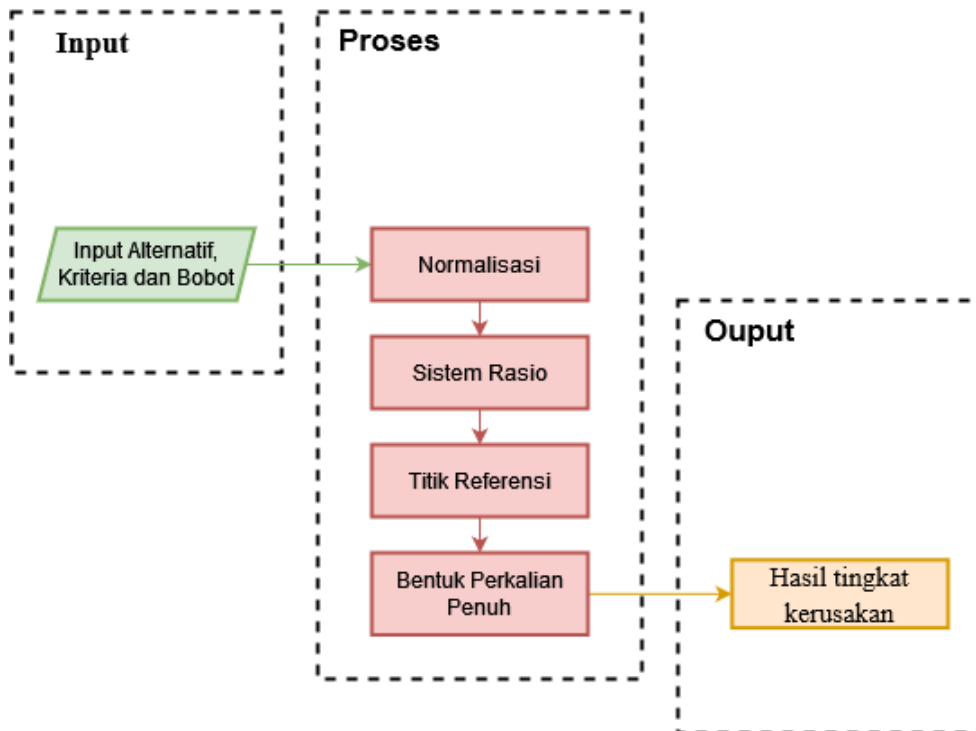 Input
Proses
Input Alternatif,
Kriteria dan Bobot
Normalisasi
Sistem Rasio
Titik Referensi
Bentuk Perkalian
Penuh
Ouput
Hasil tingkat
kerusakan